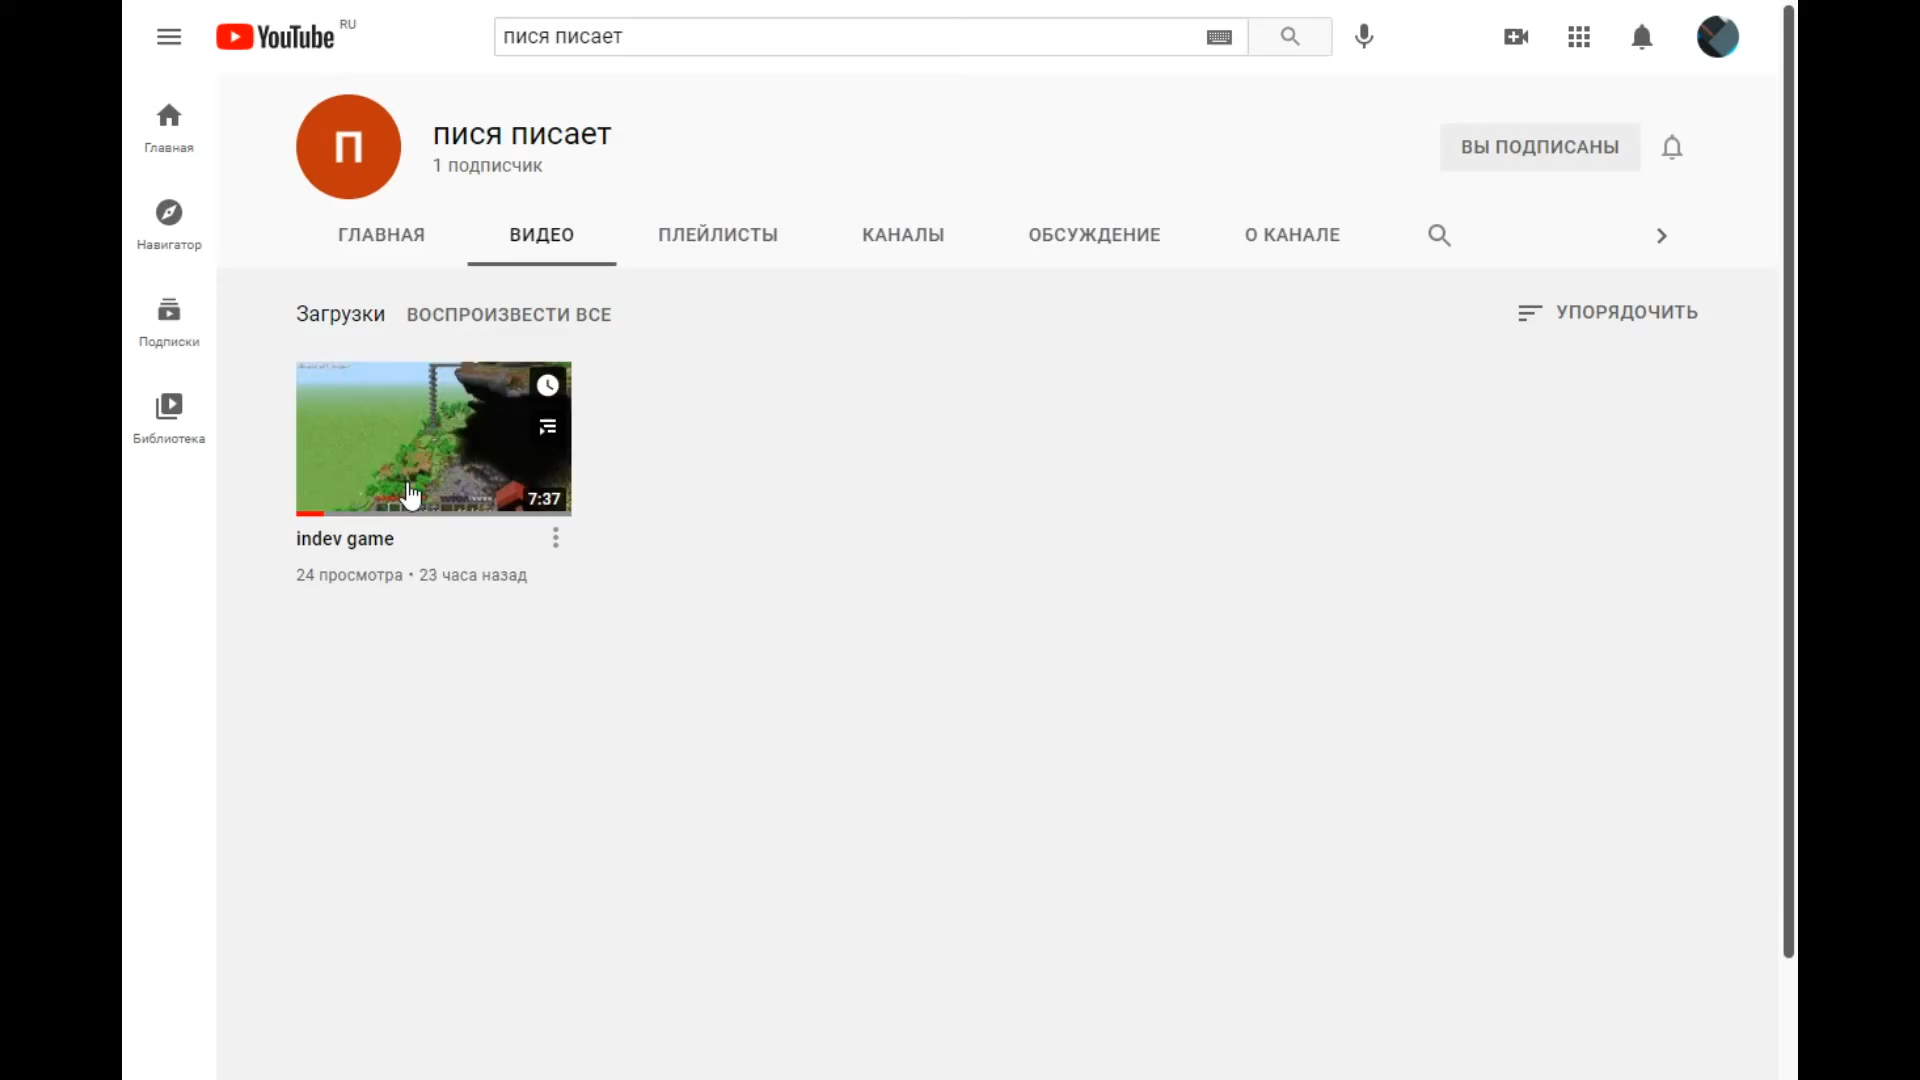 YouTube RU
пися писает
Главная
Навигатор
Подписки
Библиотека
П
пися писает
1 подписчик
ВЫ ПОДПИСАНЫ
ГЛАВНАЯ ВИДЕО ПЛЕЙЛИСТЫ КАНАЛЫ ОБСУЖДЕНИЕ О КАНАЛЕ
Загрузки ВОСПРОИЗВЕСТИ ВСЕ
УПОРЯДОЧИТЬ
7:37
indev game
24 просмотра • 23 часа назад